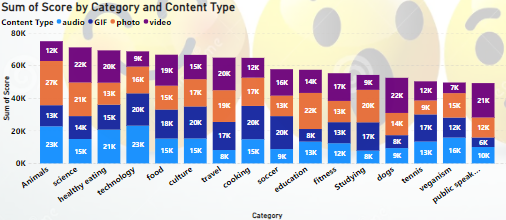 Sum of Score by Category and Content Type
Content Type audio GIF photo video
Sum of Score
80K
60K
40K
20K
0K
12K 22K 20K 9K 19K 15K 20K 12K 16K 14K 17K 9K 22K 12K 7K 21K
27K 21K 13K 16K 15K 17K 19K 17K 13K 22K 13K 20K 14K 9K 15K 12K
13K 14K 15K 20K 18K 20K 17K 20K 20K 8K 13K 17K 8K 17K 12K 6K
23K 15K 21K 23K 15K 15K 8K 15K 9K 13K 12K 8K 9K 13K 16K 10K
Animals science healthy eating technology food culture travel cooking soccer education fitness Studying dogs tennis veganism public speak...
Category